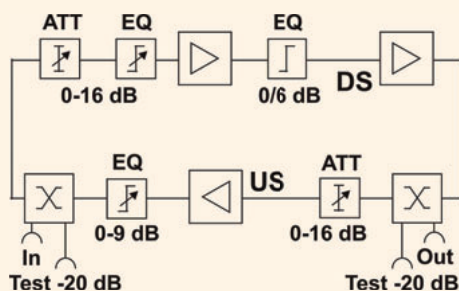 ATT EQ EQ
DS
0-16 dB 0/6 dB
EQ US ATT
0-9 dB 0-16 dB
In Out
Test -20 dB Test -20 dB